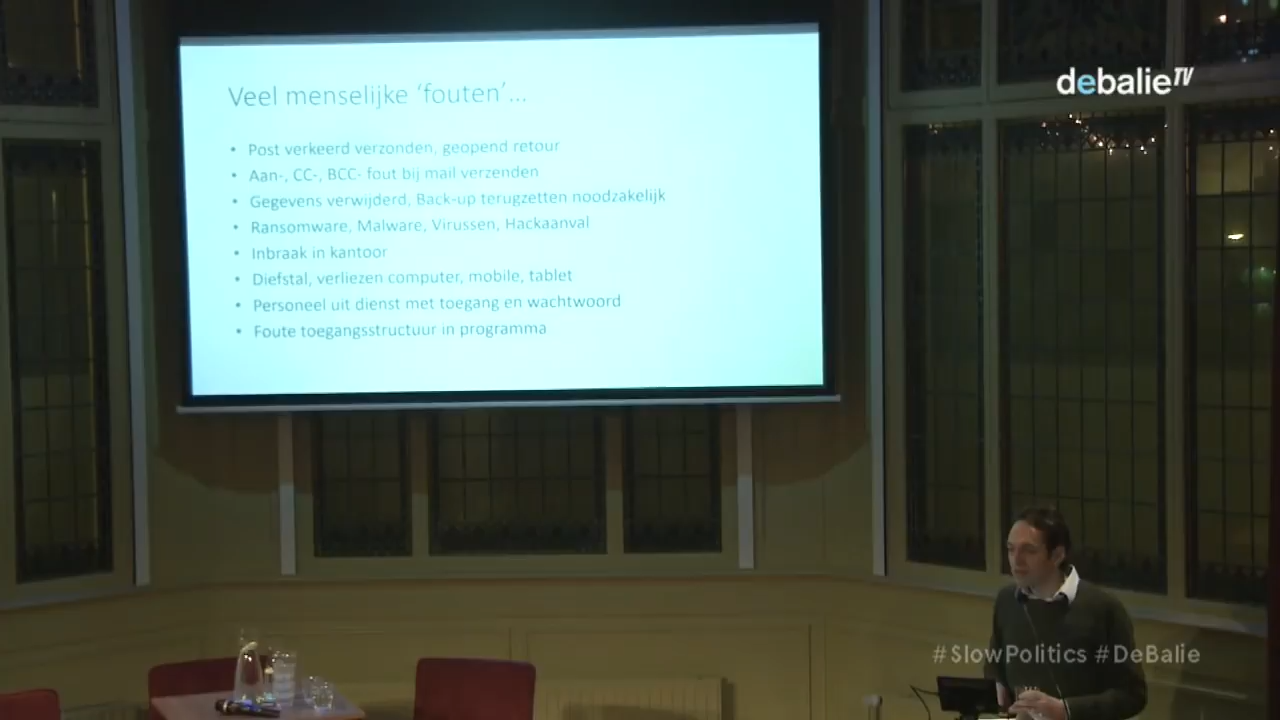 debalieTV
Veel menselijke ‘fouten’...
• Post verkeerd verzonden, geopend retour
• Aan-, CC-, BCC- fout bij mail verzenden
• Gegevens verwijderd, Back-up terugzetten noodzakelijk
• Ransomware, Malware, Virussen, Hackaanval
• Inbraak in kantoor
• Diefstal, verliezen computer, mobile, tablet
• Personeel uit dienst met toegang en wachtwoord
• Foute toegangsstructuur in programma
#SlowPolitics #DeBalie